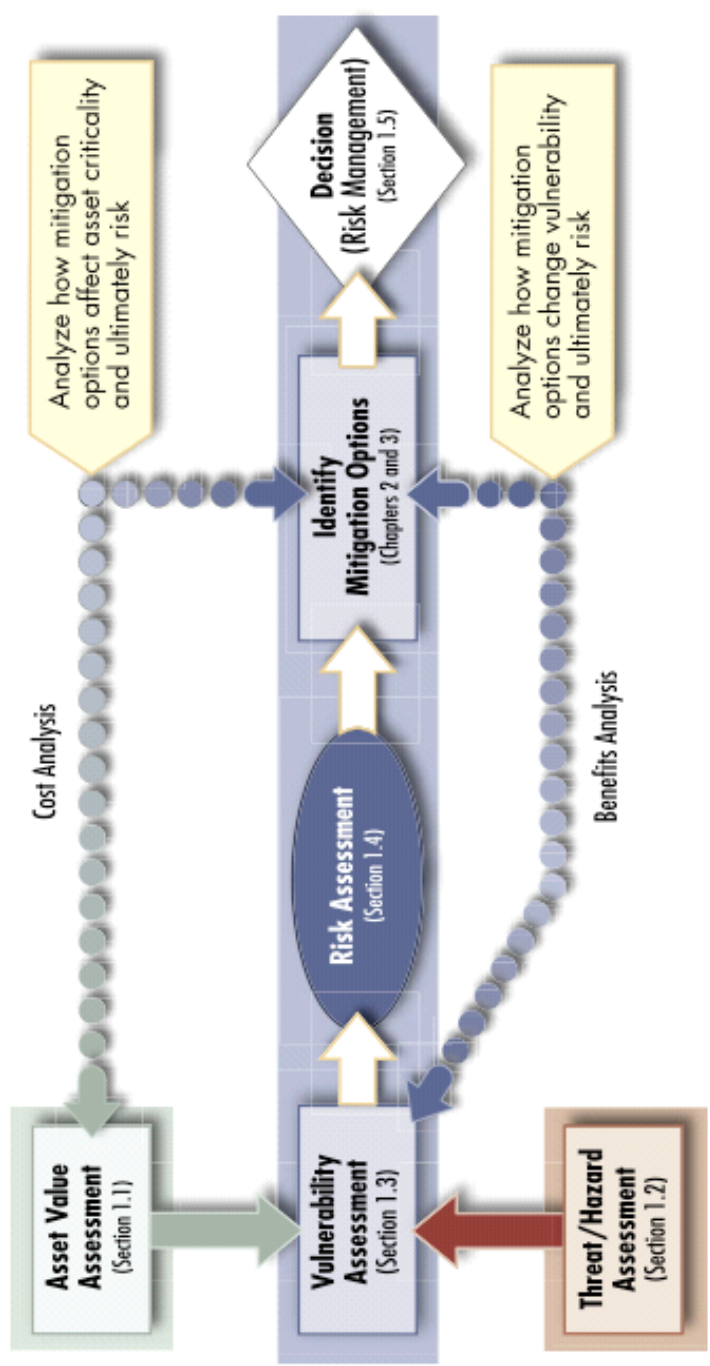 Asset Value
Assessment
(Section 1.1)
Cost Analysis
Analyze how mitigation
options affect asset criticality
and ultimately risk
Vulnerability
Assessment
(Section 1.3)
Risk Assessment
(Section 1.4)
Identify
Mitigation Options
(Chapters 2 and 3)
Decision
(Risk Management)
(Section 1.5)
Threat/Hazard
Assessment
(Section 1.2)
Benefits Analysis
Analyze how mitigation
options change vulnerability
and ultimately risk